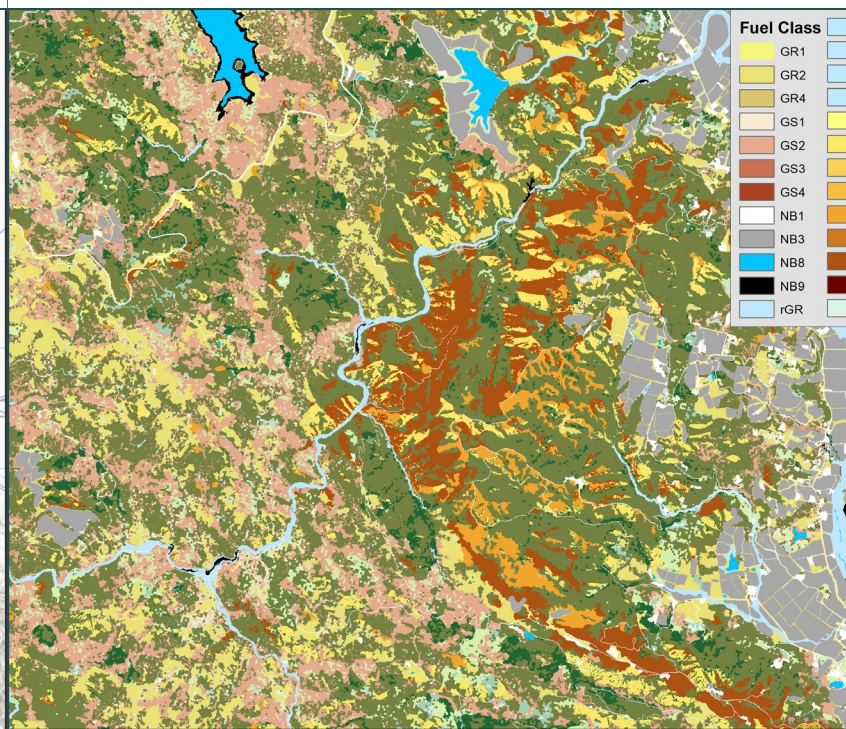 Fuel Class
GR1
GR2
GR4
GS1
GS2
GS3
GS4
NB1
NB3
NB8
NB9
rGR